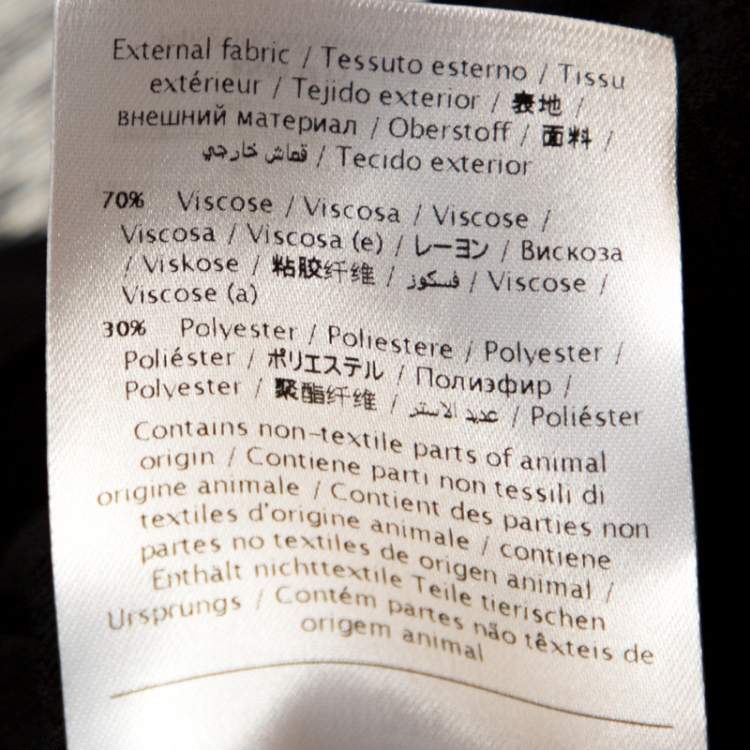 External fabric / Tessuto esterno / Tissu
extérieur / Tejido exterior / 表地 /
внешний материал / Oberstoff / 面料 /
قماش خارجي / Tecido exterior
70% Viscose / Viscosa / Viscose /
Viscosa / Viscosa (e) / レーヨン / Вискоза
/ Viskose / 粘胶纤维 / فسكوز / Viscose /
Viscose (a)
30% Polyester / Poliestere / Polyester /
Poliéster / ポリエステル / Полиэфир /
Polyester / 聚酯纤维 / عديد الاستر / Poliéster
Contains non-textile parts of animal
origin / Contiene parti non tessili di
origine animale / Contient des parties non
textiles d'origine animale / contiene
partes no textiles de origen animal /
Enthält nichttextile Teile tierischen
Ursprungs / Contém partes não têxteis de
origem animal